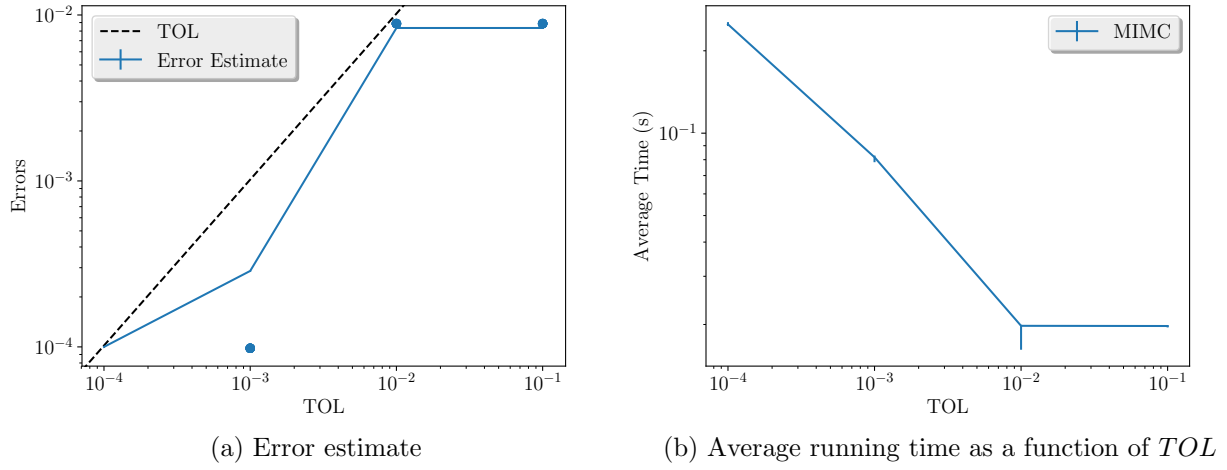 TOL
Error Estimate
10^{-2}
10^{-3}
10^{-4}
Errors
10^{-4} 10^{-3} 10^{-2} 10^{-1}
TOL
(a) Error estimate
MIMC
10^{-1}
Average Time (s)
10^{-4} 10^{-3} 10^{-2} 10^{-1}
TOL
(b) Average running time as a function of TOL